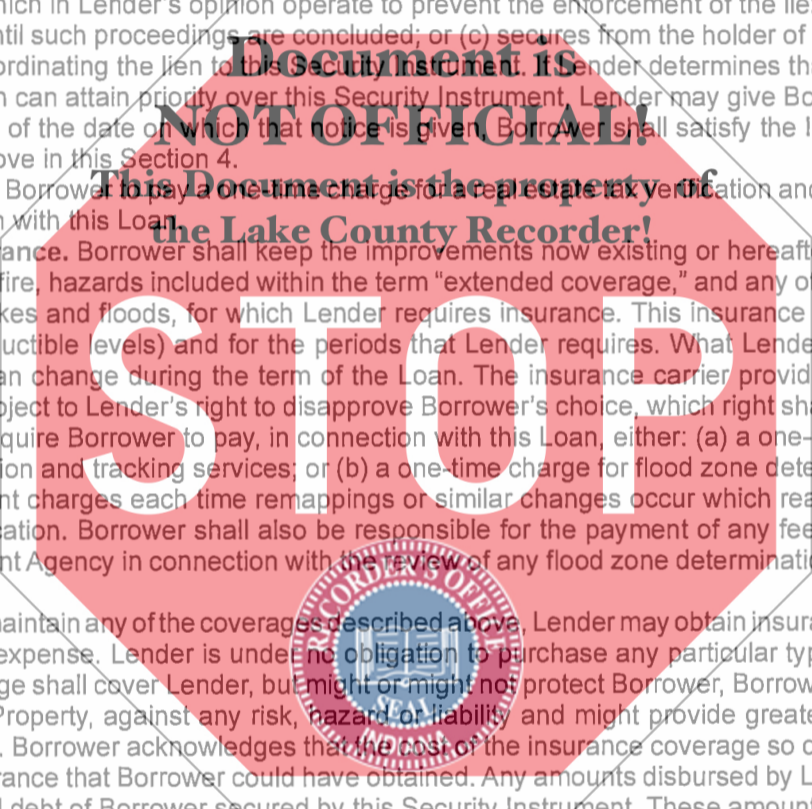 Document is
NOT OFFICIAL!
This Document is the property of
the Lake County Recorder!
STOP
RECORDER'S OFFICE
SEAL
INDIANA
hich in Lender's opinion operate to prevent the enforcement of the lie
ntil such proceedings are concluded; or (c) secures from the holder of
ordinating the lien to this Security Instrument. If Lender determines th
h can attain priority over this Security Instrument, Lender may give Bo
of the date on which that notice is given, Borrower shall satisfy the l
ove in this Section 4.
Borrower to pay a one-time charge for a real estate tax verification and
with this Loan.
ance. Borrower shall keep the improvements now existing or hereaft
fire, hazards included within the term “extended coverage,” and any o
kes and floods, for which Lender requires insurance. This insurance
uctible levels) and for the periods that Lender requires. What Lende
an change during the term of the Loan. The insurance carrier provid
bject to Lender's right to disapprove Borrower's choice, which right sh
quire Borrower to pay, in connection with this Loan, either: (a) a one-
ion and tracking services; or (b) a one-time charge for flood zone dete
nt charges each time remappings or similar changes occur which rea
ation. Borrower shall also be responsible for the payment of any fee
nt Agency in connection with the review of any flood zone determinati
aintain any of the coverages described above, Lender may obtain insura
expense. Lender is under no obligation to purchase any particular typ
ge shall cover Lender, but might or might not protect Borrower, Borrow
Property, against any risk, hazard or liability and might provide greate
. Borrower acknowledges that the cost of the insurance coverage so o
rance that Borrower could have obtained. Any amounts disbursed by L
debt of Borrower secured by this Security Instrument. These amou